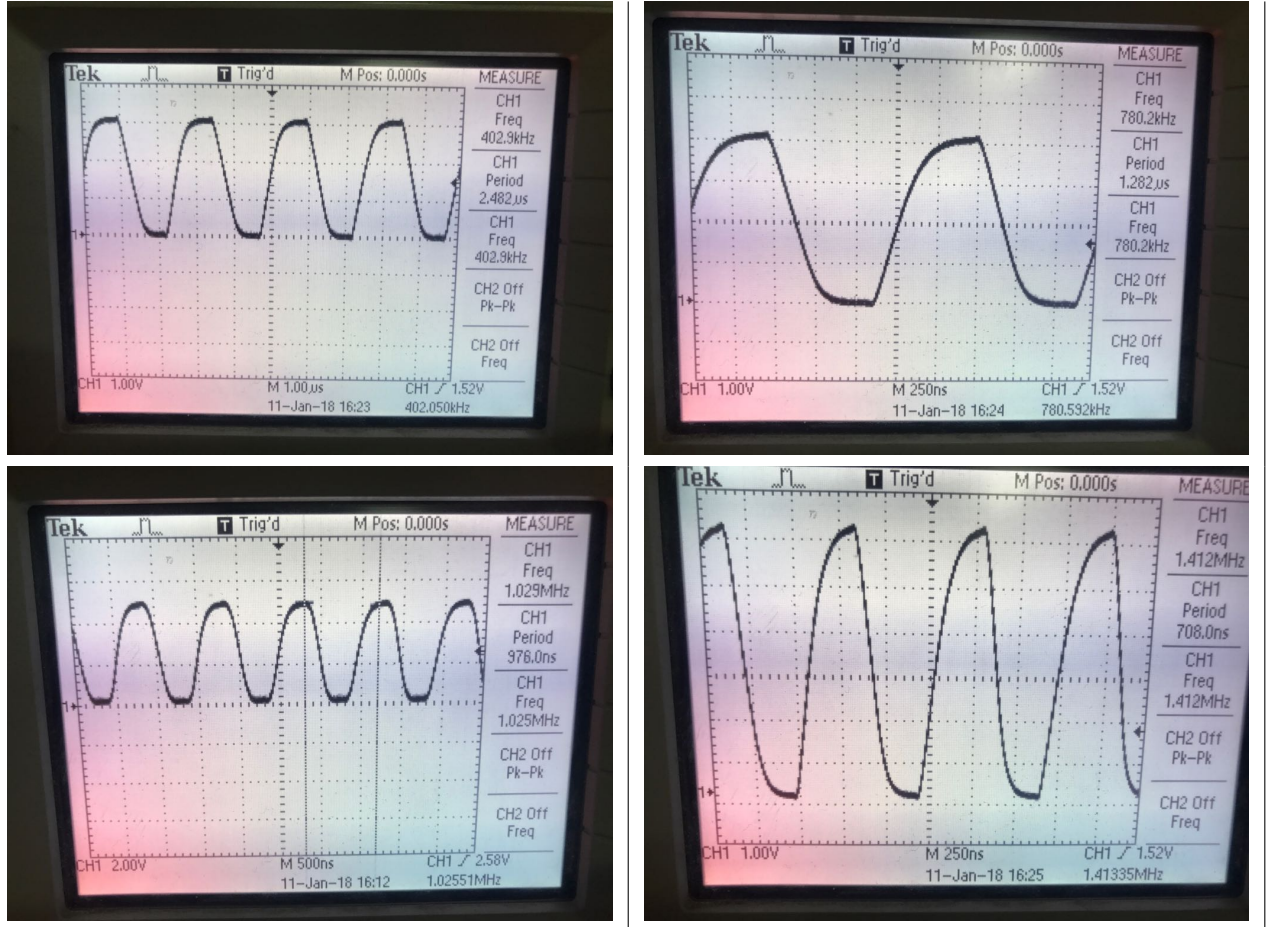 Tek T Trig'd M Pos: 0.000s MEASURE
CH1
Freq
402.9kHz
CH1
Period
2.482µs
1
CH1
Freq
402.9kHz
CH2 Off
Pk-Pk
CH2 Off
Freq
CH1 1.00V M 1.00µs CH1 1.52V
11-Jan-18 16:23 402.050kHz
Tek T Trig'd M Pos: 0.000s MEASURE
CH1
Freq
780.2kHz
CH1
Period
1.282µs
CH1
Freq
780.2kHz
1
CH2 Off
Pk-Pk
CH2 Off
Freq
CH1 1.00V M 250ns CH1 1.52V
11-Jan-18 16:24 780.592kHz
Tek T Trig'd M Pos: 0.000s MEASURE
CH1
Freq
1.029MHz
CH1
Period
976.0ns
CH1
Freq
1
1.025MHz
CH2 Off
Pk-Pk
CH2 Off
Freq
CH1 2.00V M 500ns CH1 2.58V
11-Jan-18 16:12 1.02551MHz
Tek T Trig'd M Pos: 0.000s MEASURE
CH1
Freq
1.412MHz
CH1
Period
708.0ns
CH1
Freq
1.412MHz
CH2 Off
Pk-Pk
1
CH2 Off
Freq
CH1 1.00V M 250ns CH1 1.52V
11-Jan-18 16:25 1.41335MHz